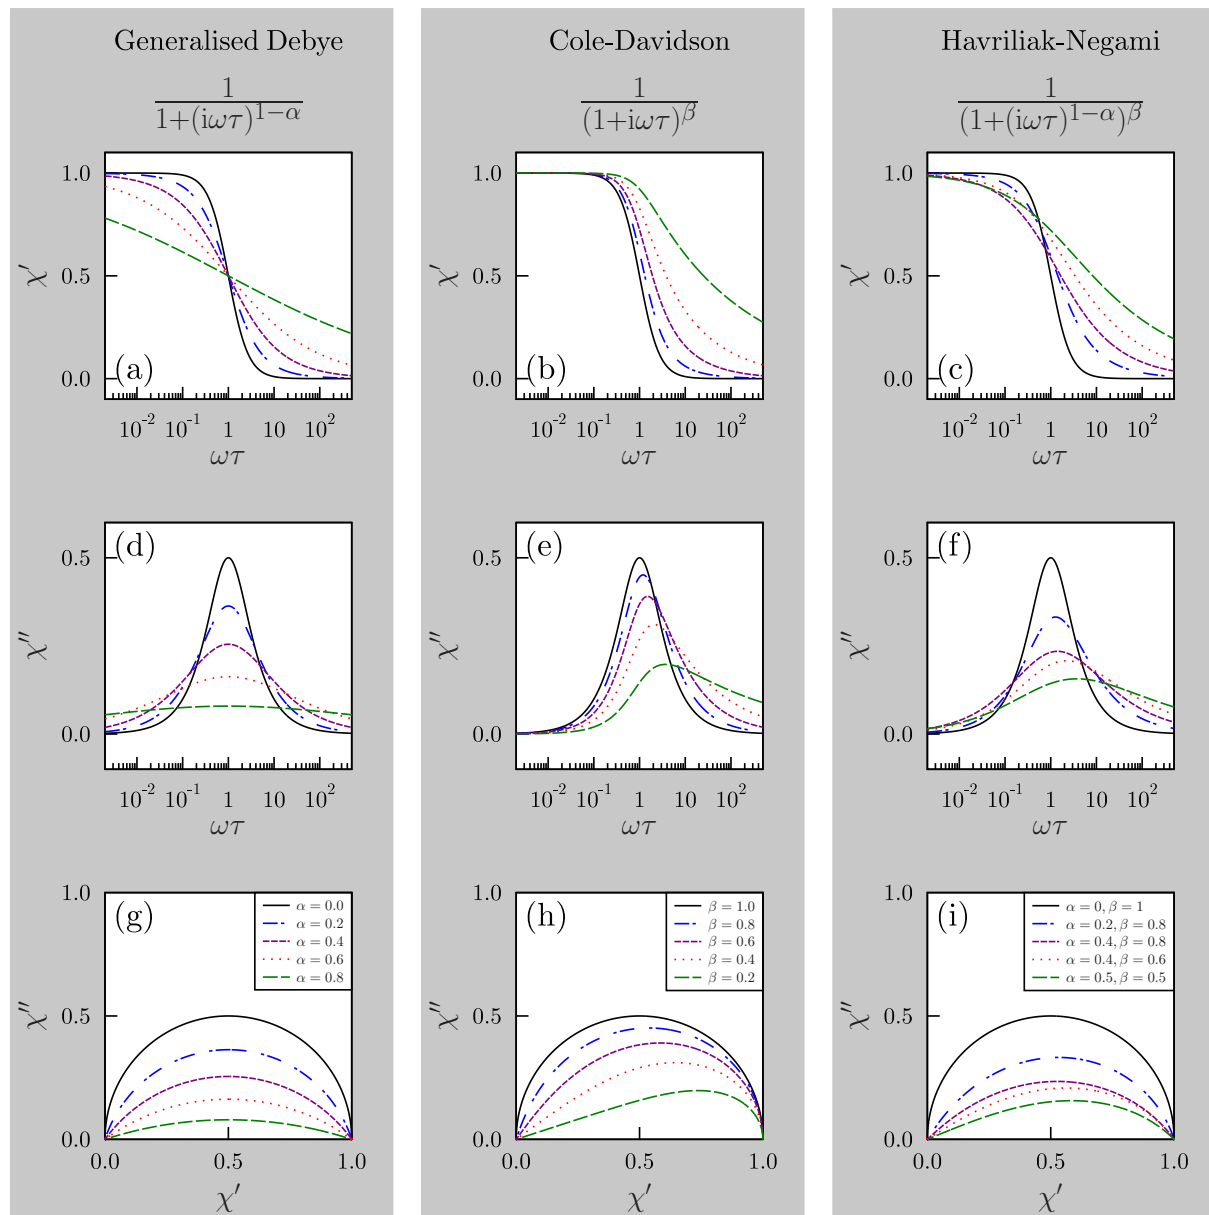 Generalised Debye
Cole-Davidson
Havriliak-Negami
1
1+(iωτ)^{1−α}
1
(1+iωτ)^β
1
(1+(iωτ)^{1−α})^β
1.0
0.5
0.0
χ′
(a)
10^{-2} 10^{-1} 1 10 10^2
ωτ
1.0
0.5
0.0
χ′
(b)
10^{-2} 10^{-1} 1 10 10^2
ωτ
1.0
0.5
0.0
χ′
(c)
10^{-2} 10^{-1} 1 10 10^2
ωτ
(d)
0.5
0.0
χ″
10^{-2} 10^{-1} 1 10 10^2
ωτ
(e)
0.5
0.0
χ″
10^{-2} 10^{-1} 1 10 10^2
ωτ
(f)
0.5
0.0
χ″
10^{-2} 10^{-1} 1 10 10^2
ωτ
1.0
0.5
0.0
χ″
(g)
α = 0.0
α = 0.2
α = 0.4
α = 0.6
α = 0.8
0.0 0.5 1.0
χ′
1.0
0.5
0.0
χ″
(h)
β = 1.0
β = 0.8
β = 0.6
β = 0.4
β = 0.2
0.0 0.5 1.0
χ′
1.0
0.5
0.0
χ″
(i)
α = 0, β = 1
α = 0.2, β = 0.8
α = 0.4, β = 0.8
α = 0.4, β = 0.6
α = 0.5, β = 0.5
0.0 0.5 1.0
χ′